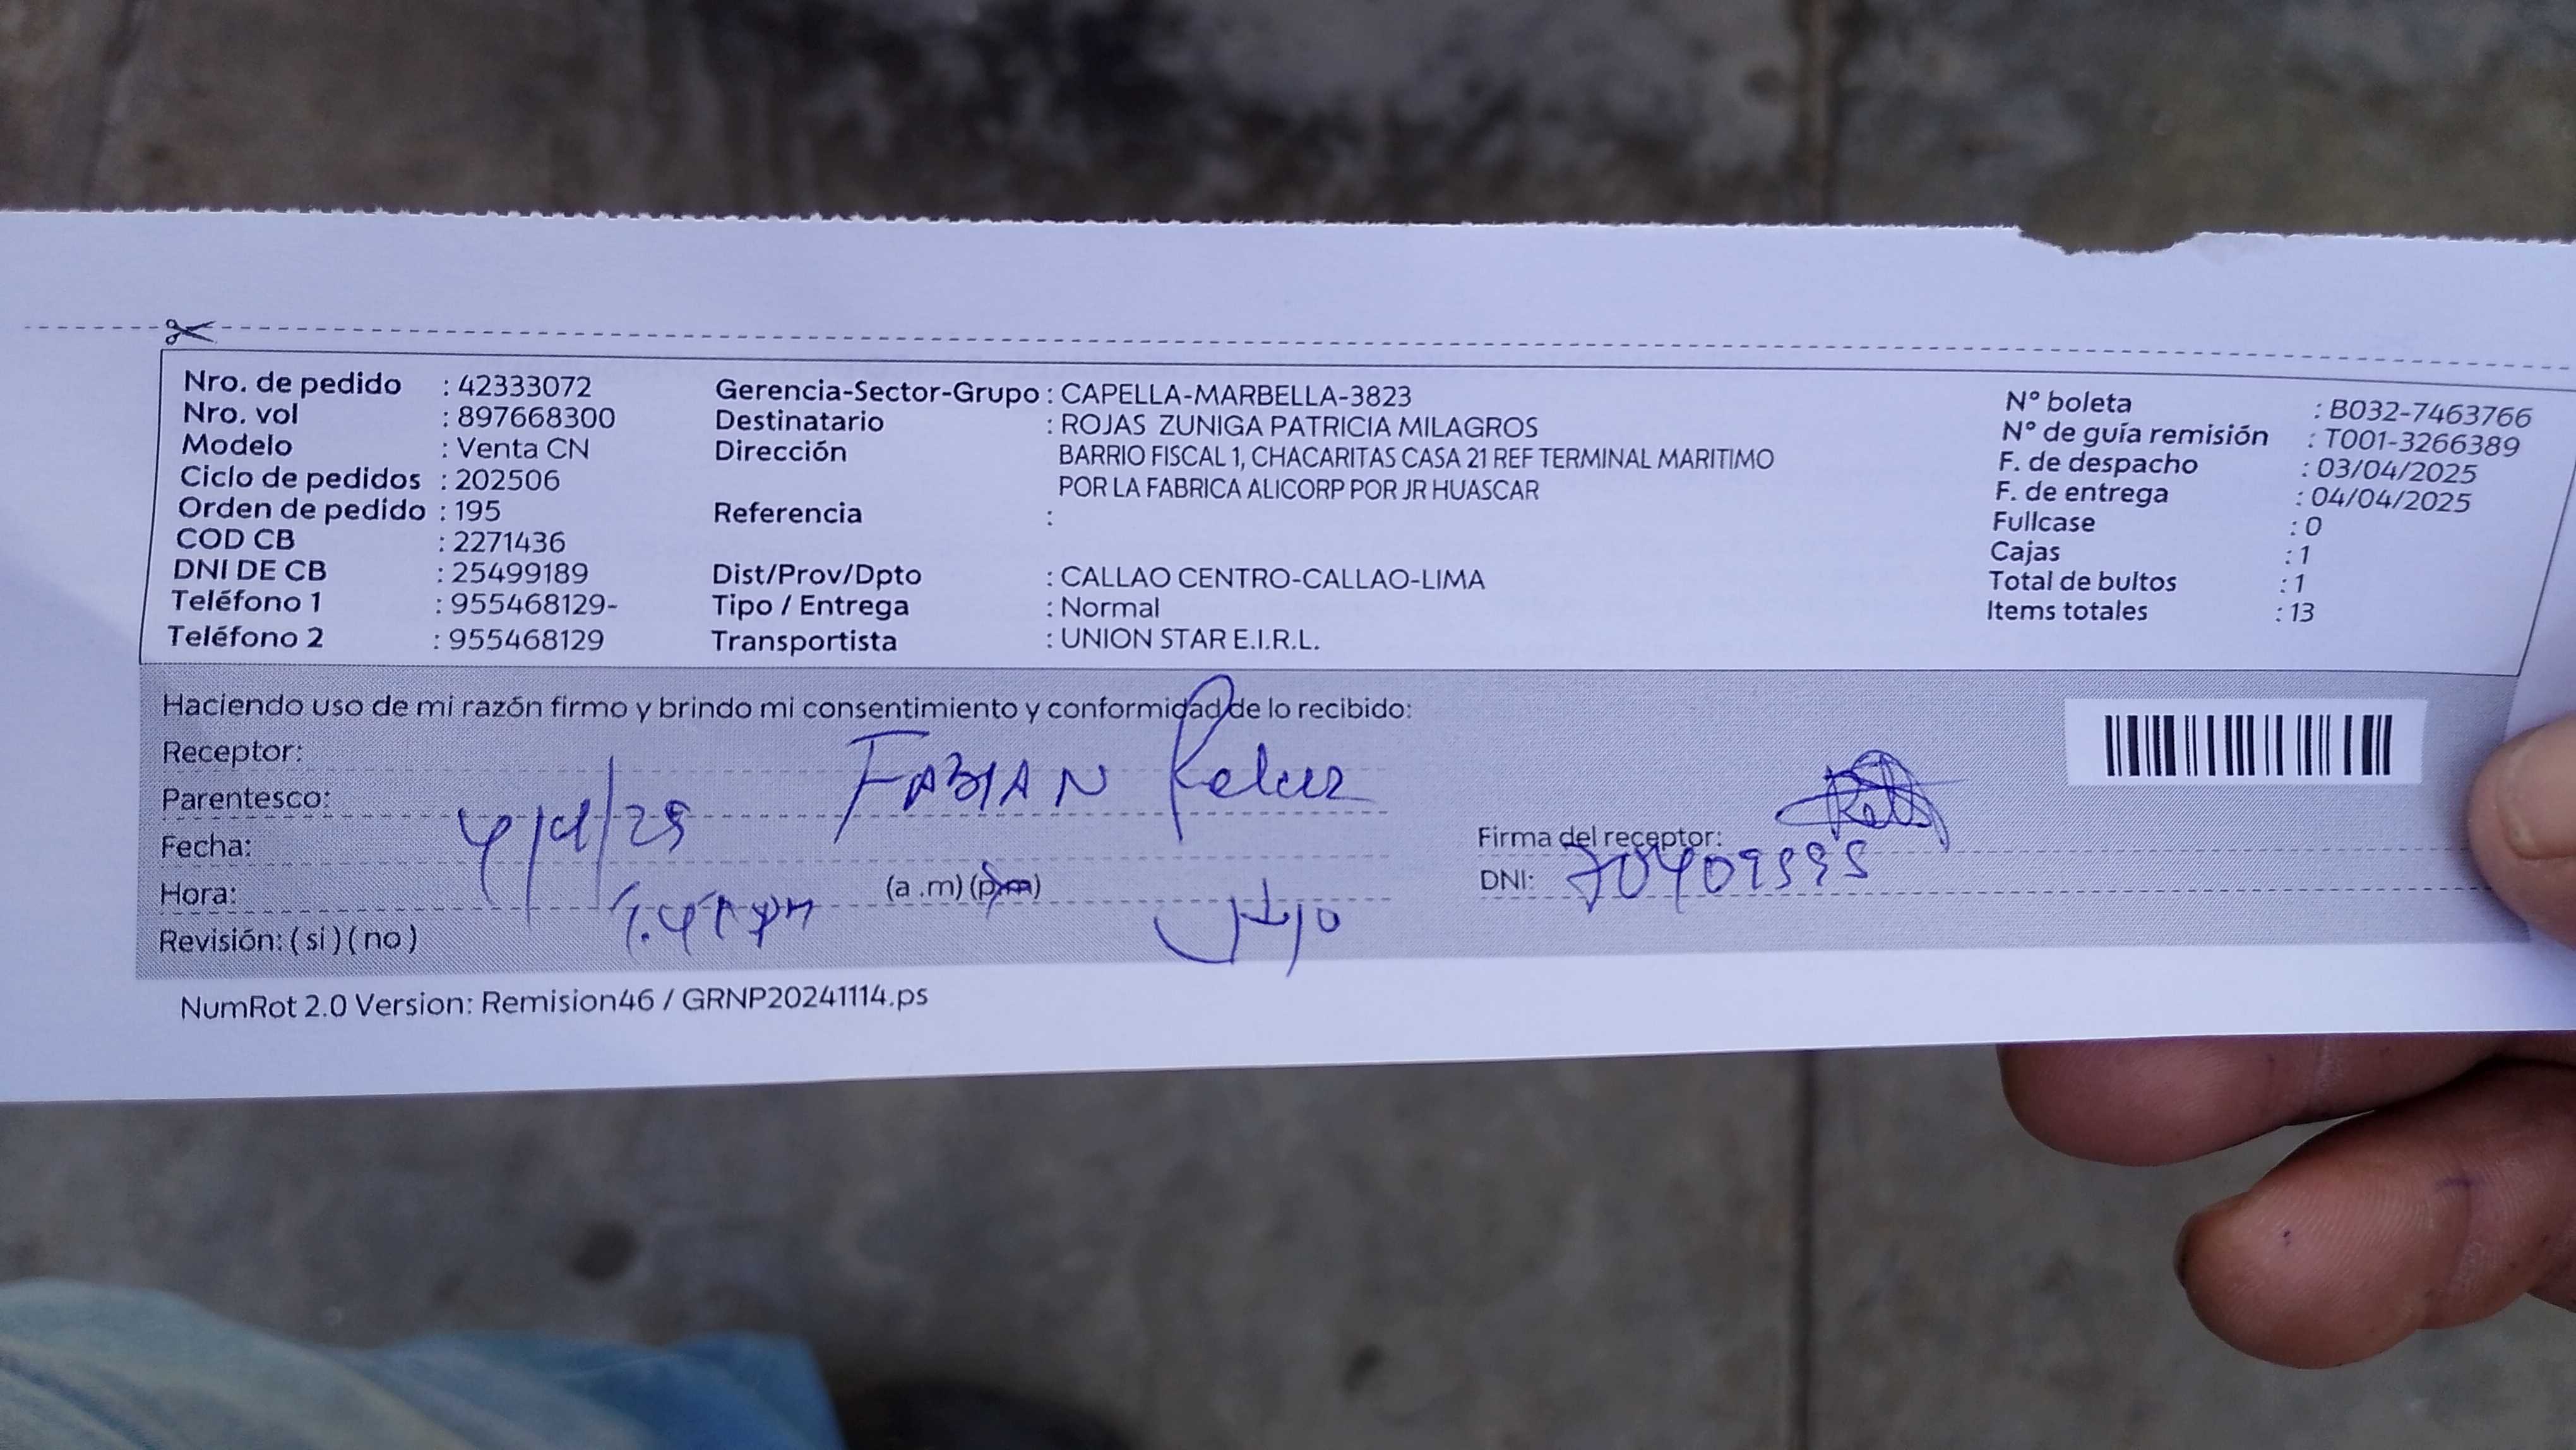 Nro. de pedido : 42333072
Nro. vol : 897668300
Modelo : Venta CN
Ciclo de pedidos : 202506
Orden de pedido : 195
COD CB : 2271436
DNI DE CB : 25499189
Teléfono 1 : 955468129-
Teléfono 2 : 955468129
Gerencia-Sector-Grupo : CAPELLA-MARBELLA-3823
Destinatario : ROJAS ZUNIGA PATRICIA MILAGROS
Dirección BARRIO FISCAL 1, CHACARITAS CASA 21 REF TERMINAL MARITIMO
POR LA FABRICA ALICORP POR JR HUASCAR
Referencia :
Dist/Prov/Dpto : CALLAO CENTRO-CALLAO-LIMA
Tipo / Entrega : Normal
Transportista : UNION STAR E.I.R.L.
N° boleta : B032-7463766
N° de guía remisión : T001-3266389
F. de despacho : 03/04/2025
F. de entrega : 04/04/2025
Fullcase : 0
Cajas : 1
Total de bultos : 1
Items totales : 13
Haciendo uso de mi razón firmo y brindo mi consentimiento y conformidad de lo recibido:
Receptor: FABIAN
Parentesco:
Fecha: 4/4/25
Hora: (a .m) (p.m)
Revisión: ( si ) ( no )
Firma del receptor:
DNI:
NumRot 2.0 Version: Remision46 / GRNP20241114.ps